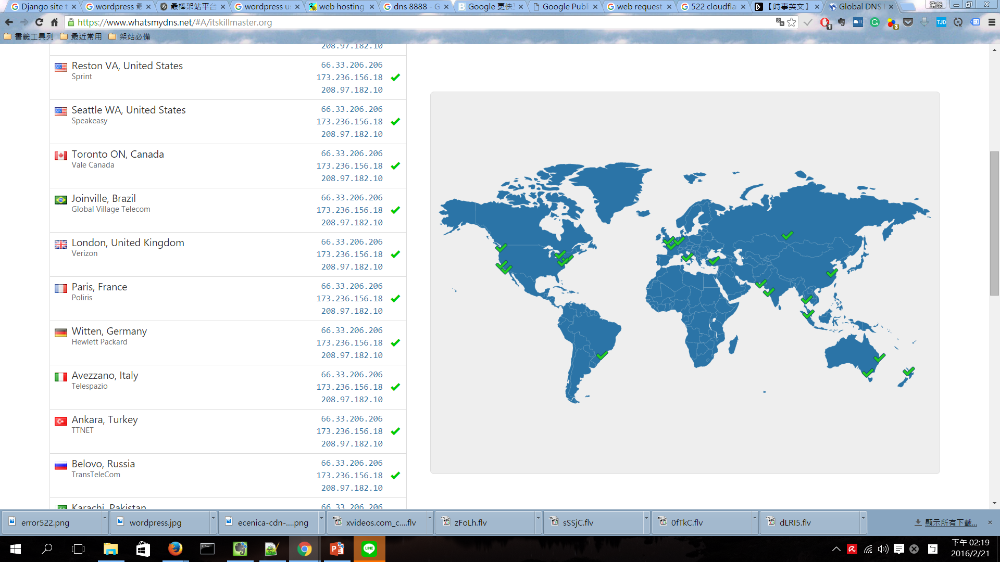 Django site t
wordpress 最
最棒架站平台
wordpress us
web hosting
dns 8888 - G
Google 更快
Google Publi
web request
522 cloudfla
【時事英文】
Global DNS
https://www.whatsmydns.net/#A/itskillmaster.org
書籤工具列
最近常用
架站必備
208.97.182.10
Reston VA, United States
Sprint
66.33.206.206
173.236.156.18
208.97.182.10
Seattle WA, United States
Speakeasy
66.33.206.206
173.236.156.18
208.97.182.10
Toronto ON, Canada
Vale Canada
66.33.206.206
173.236.156.18
208.97.182.10
Joinville, Brazil
Global Village Telecom
66.33.206.206
173.236.156.18
208.97.182.10
London, United Kingdom
Verizon
66.33.206.206
173.236.156.18
208.97.182.10
Paris, France
Poliris
66.33.206.206
173.236.156.18
208.97.182.10
Witten, Germany
Hewlett Packard
66.33.206.206
173.236.156.18
208.97.182.10
Avezzano, Italy
Telespazio
66.33.206.206
173.236.156.18
208.97.182.10
Ankara, Turkey
TTNET
66.33.206.206
173.236.156.18
208.97.182.10
Belovo, Russia
TransTeleCom
66.33.206.206
173.236.156.18
208.97.182.10
Karachi, Pakistan
66.33.206.206
error522.png
wordpress.jpg
ecenica-cdn-....png
xvideos.com_c....flv
zFoLh.flv
sSSjC.flv
0fTkC.flv
dLRI5.flv
顯示所有下載...
LINE
下午 02:19
2016/2/21